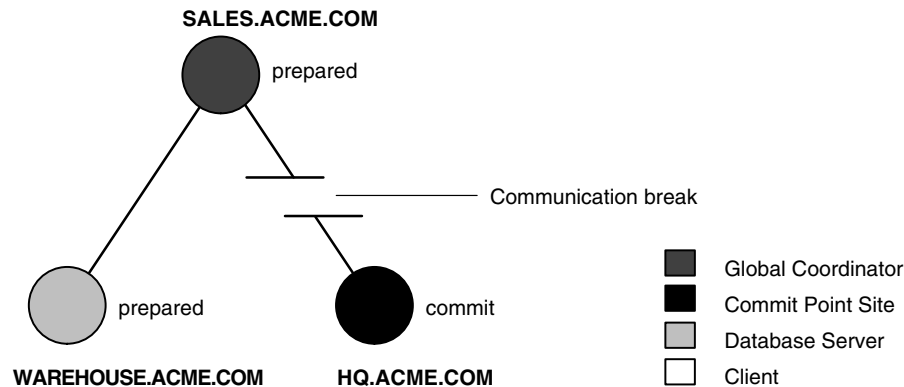 SALES.ACME.COM
prepared
Communication break
prepared
commit
WAREHOUSE.ACME.COM
HQ.ACME.COM
Global Coordinator
Commit Point Site
Database Server
Client